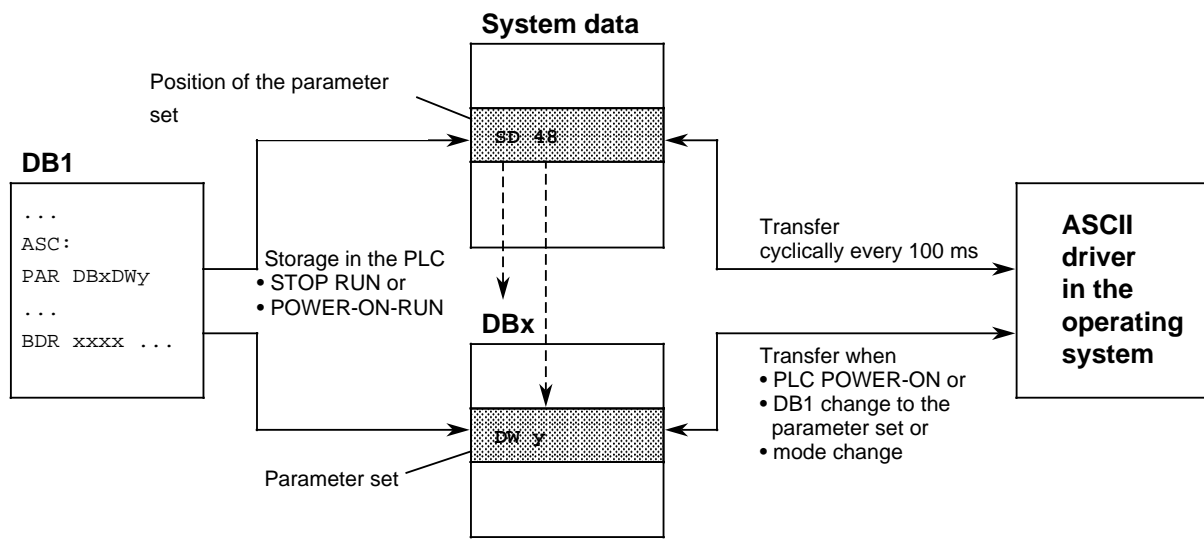 System data
Position of the parameter
set
SD 48
DB1
...
ASC:
PAR DBxDWy
...
BDR xxxx ...
Storage in the PLC
• STOP RUN or
• POWER-ON-RUN
DBx
DW y
Parameter set
Transfer
cyclically every 100 ms
Transfer when
• PLC POWER-ON or
• DB1 change to the
parameter set or
• mode change
ASCII
driver
in the
operating
system